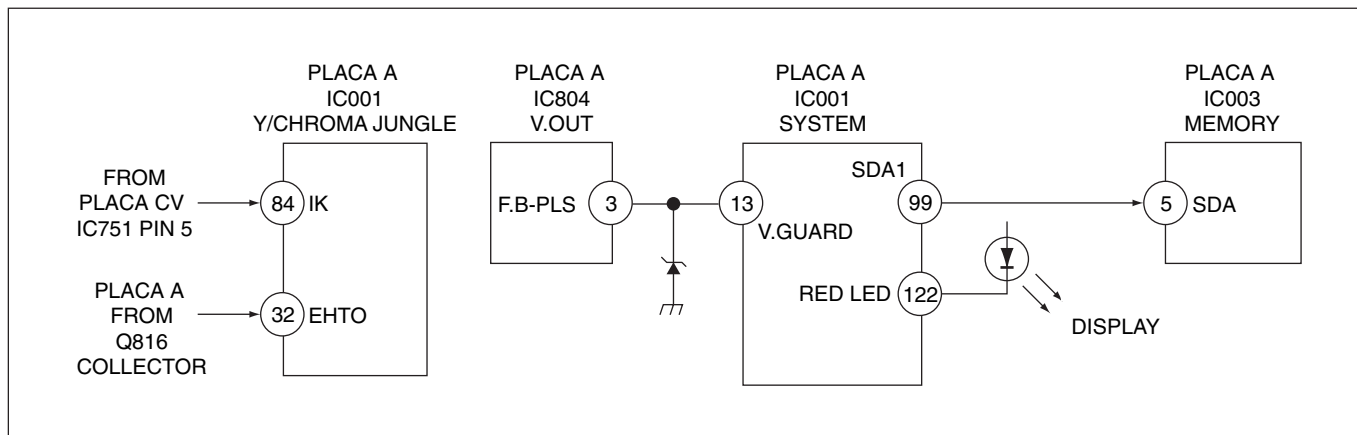 PLACA A
IC001
Y/CHROMA JUNGLE
FROM
PLACA CV
IC751 PIN 5
84 IK
PLACA A
FROM
Q816
COLLECTOR
32 EHTO
PLACA A
IC804
V.OUT
F.B-PLS 3
PLACA A
IC001
SYSTEM
13
V.GUARD
SDA1
99
RED LED 122
DISPLAY
PLACA A
IC003
MEMORY
5 SDA